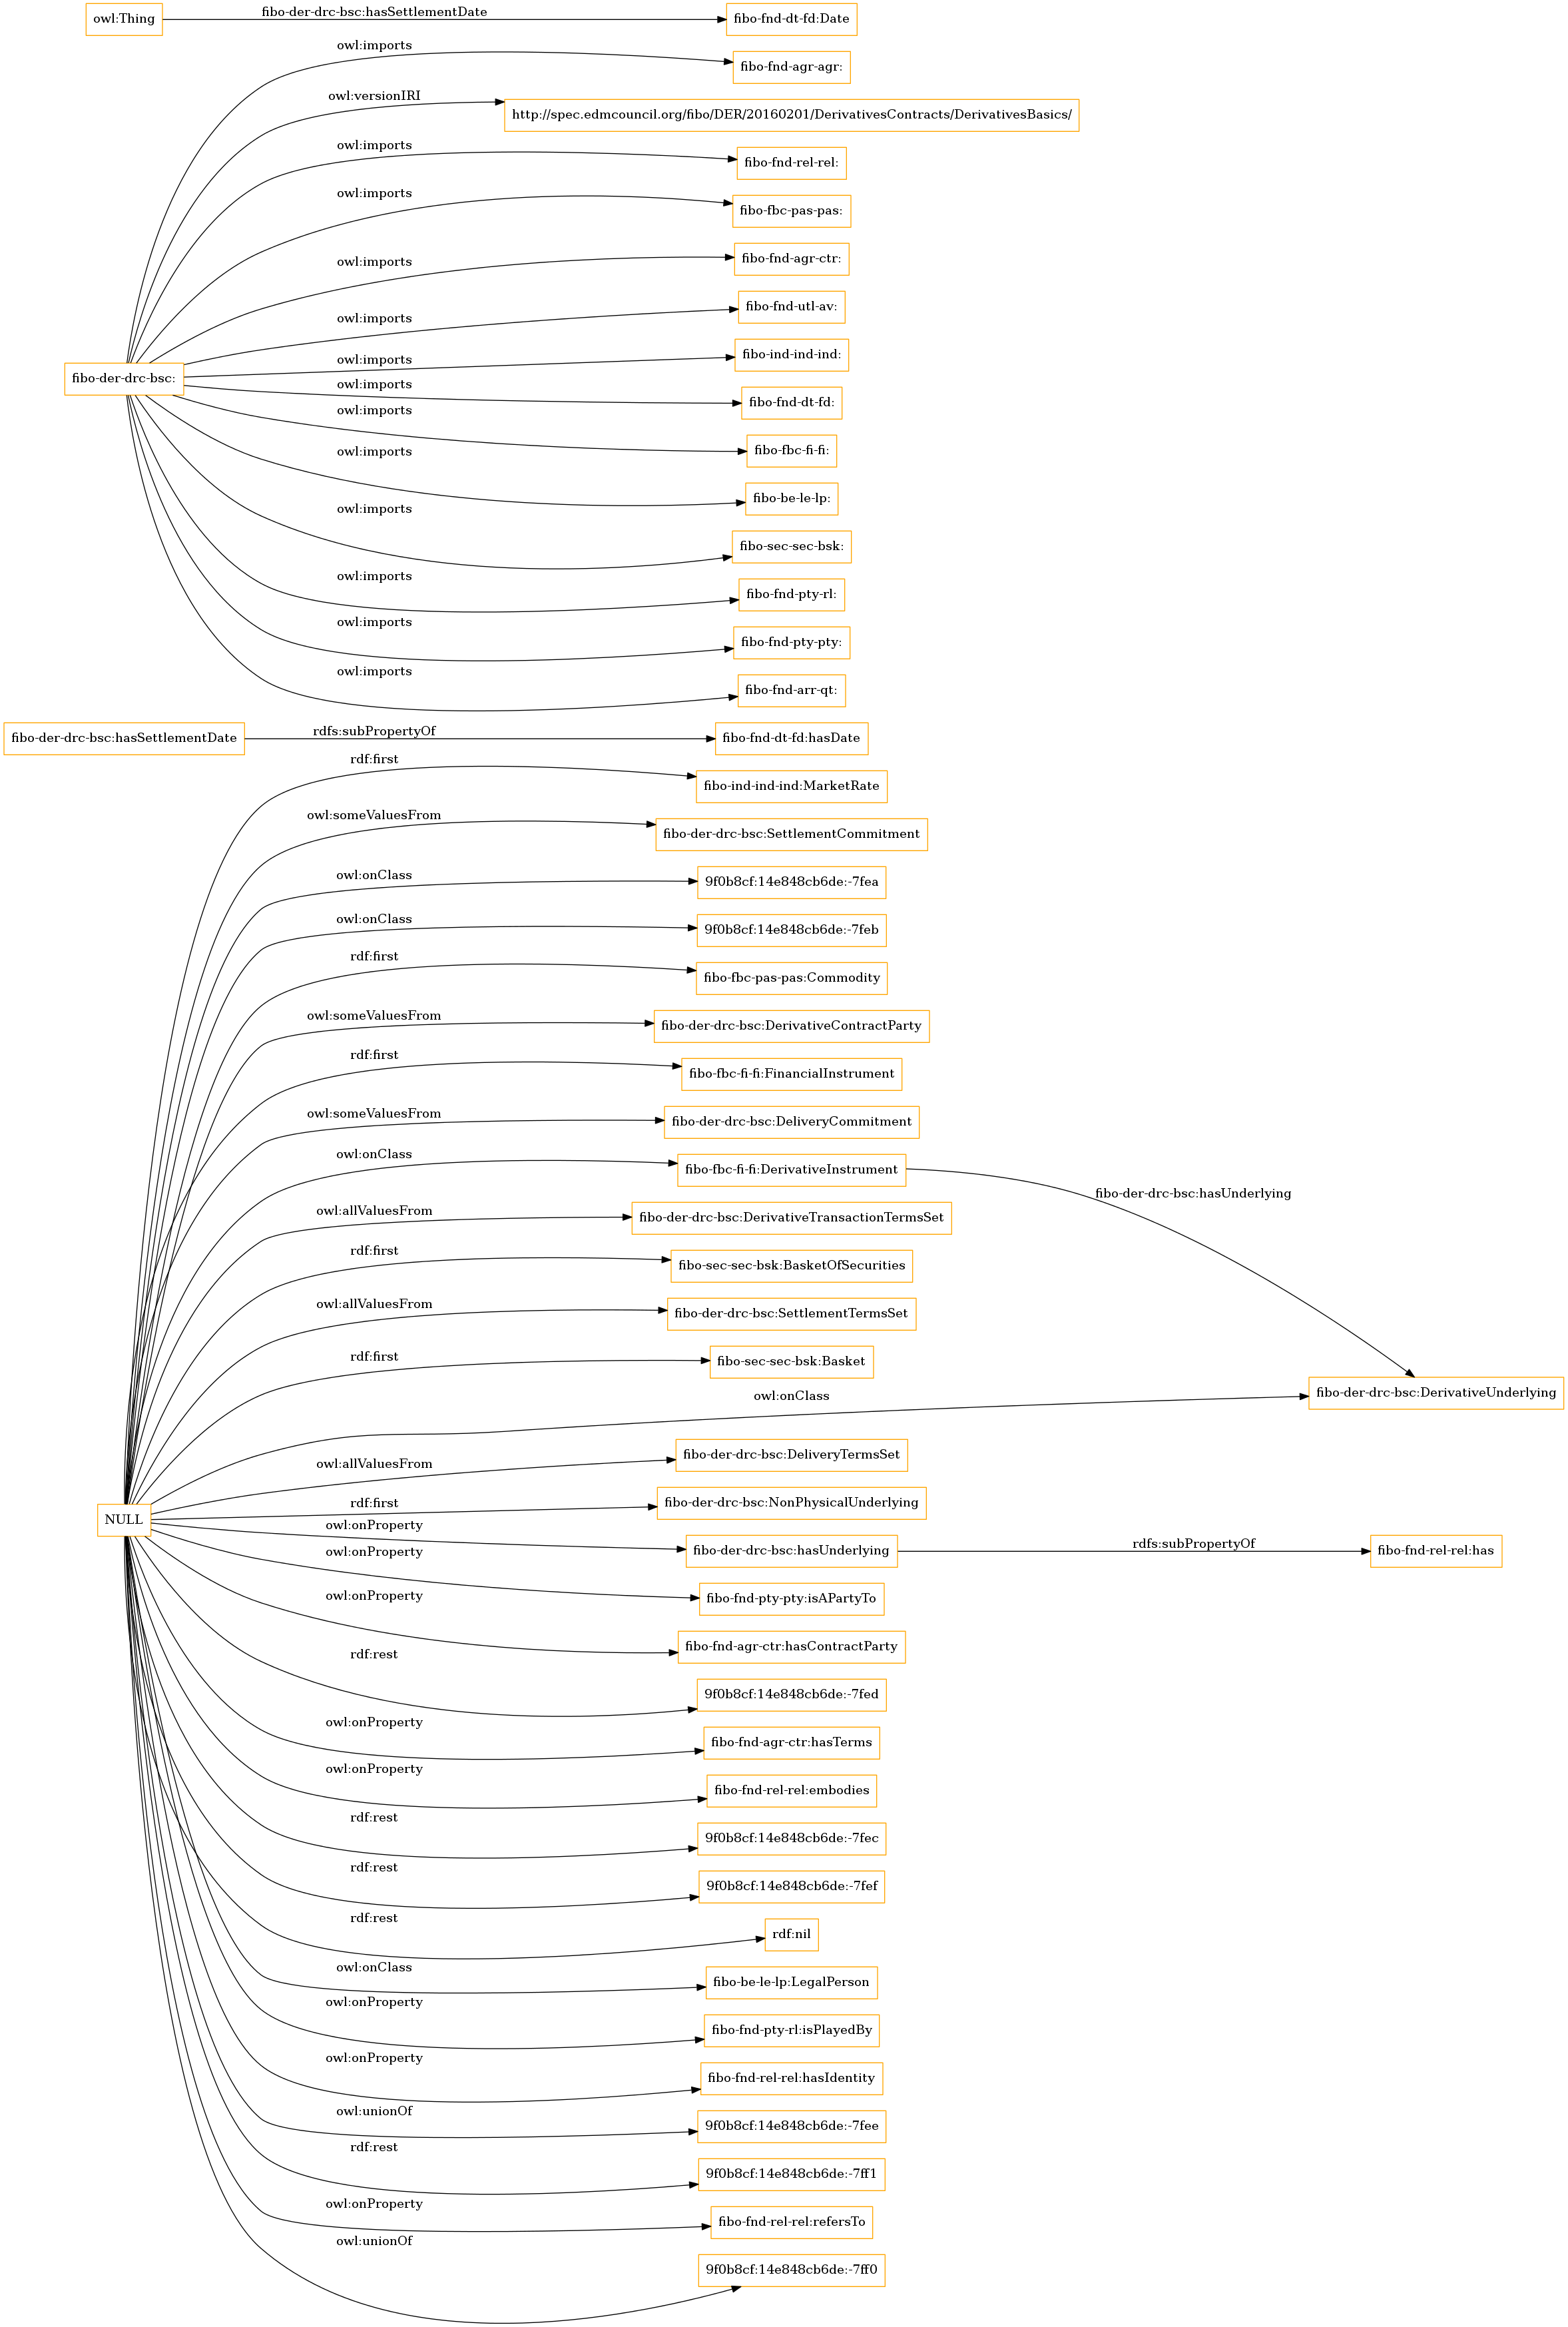 owl:Thing
fibo-der-drc-bsc:hasSettlementDate
fibo-fnd-dt-fd:Date
owl:imports
fibo-fnd-agr-agr:
owl:versionIRI
http://spec.edmcouncil.org/fibo/DER/20160201/DerivativesContracts/DerivativesBasics/
owl:imports
fibo-fnd-rel-rel:
owl:imports
fibo-fbc-pas-pas:
owl:imports
fibo-fnd-agr-ctr:
owl:imports
fibo-fnd-utl-av:
owl:imports
fibo-ind-ind-ind:
fibo-der-drc-bsc:
owl:imports
fibo-fnd-dt-fd:
owl:imports
fibo-fbc-fi-fi:
owl:imports
fibo-be-le-lp:
owl:imports
fibo-sec-sec-bsk:
owl:imports
fibo-fnd-pty-rl:
owl:imports
fibo-fnd-pty-pty:
owl:imports
fibo-fnd-arr-qt:
fibo-der-drc-bsc:hasSettlementDate
rdfs:subPropertyOf
fibo-fnd-dt-fd:hasDate
rdf:first
fibo-ind-ind-ind:MarketRate
owl:someValuesFrom
fibo-der-drc-bsc:SettlementCommitment
owl:onClass
9f0b8cf:14e848cb6de:-7fea
owl:onClass
9f0b8cf:14e848cb6de:-7feb
rdf:first
fibo-fbc-pas-pas:Commodity
owl:someValuesFrom
fibo-der-drc-bsc:DerivativeContractParty
rdf:first
fibo-fbc-fi-fi:FinancialInstrument
owl:someValuesFrom
fibo-der-drc-bsc:DeliveryCommitment
owl:onClass
fibo-fbc-fi-fi:DerivativeInstrument
fibo-der-drc-bsc:hasUnderlying
owl:allValuesFrom
fibo-der-drc-bsc:DerivativeTransactionTermsSet
rdf:first
fibo-sec-sec-bsk:BasketOfSecurities
owl:allValuesFrom
fibo-der-drc-bsc:SettlementTermsSet
rdf:first
fibo-sec-sec-bsk:Basket
owl:onClass
fibo-der-drc-bsc:DerivativeUnderlying
owl:allValuesFrom
fibo-der-drc-bsc:DeliveryTermsSet
rdf:first
fibo-der-drc-bsc:NonPhysicalUnderlying
NULL
owl:onProperty
fibo-der-drc-bsc:hasUnderlying
rdfs:subPropertyOf
fibo-fnd-rel-rel:has
owl:onProperty
fibo-fnd-pty-pty:isAPartyTo
owl:onProperty
fibo-fnd-agr-ctr:hasContractParty
rdf:rest
9f0b8cf:14e848cb6de:-7fed
owl:onProperty
fibo-fnd-agr-ctr:hasTerms
owl:onProperty
fibo-fnd-rel-rel:embodies
rdf:rest
9f0b8cf:14e848cb6de:-7fec
rdf:rest
9f0b8cf:14e848cb6de:-7fef
rdf:rest
rdf:nil
owl:onClass
fibo-be-le-lp:LegalPerson
owl:onProperty
fibo-fnd-pty-rl:isPlayedBy
owl:onProperty
fibo-fnd-rel-rel:hasIdentity
owl:unionOf
9f0b8cf:14e848cb6de:-7fee
rdf:rest
9f0b8cf:14e848cb6de:-7ff1
owl:onProperty
fibo-fnd-rel-rel:refersTo
owl:unionOf
9f0b8cf:14e848cb6de:-7ff0